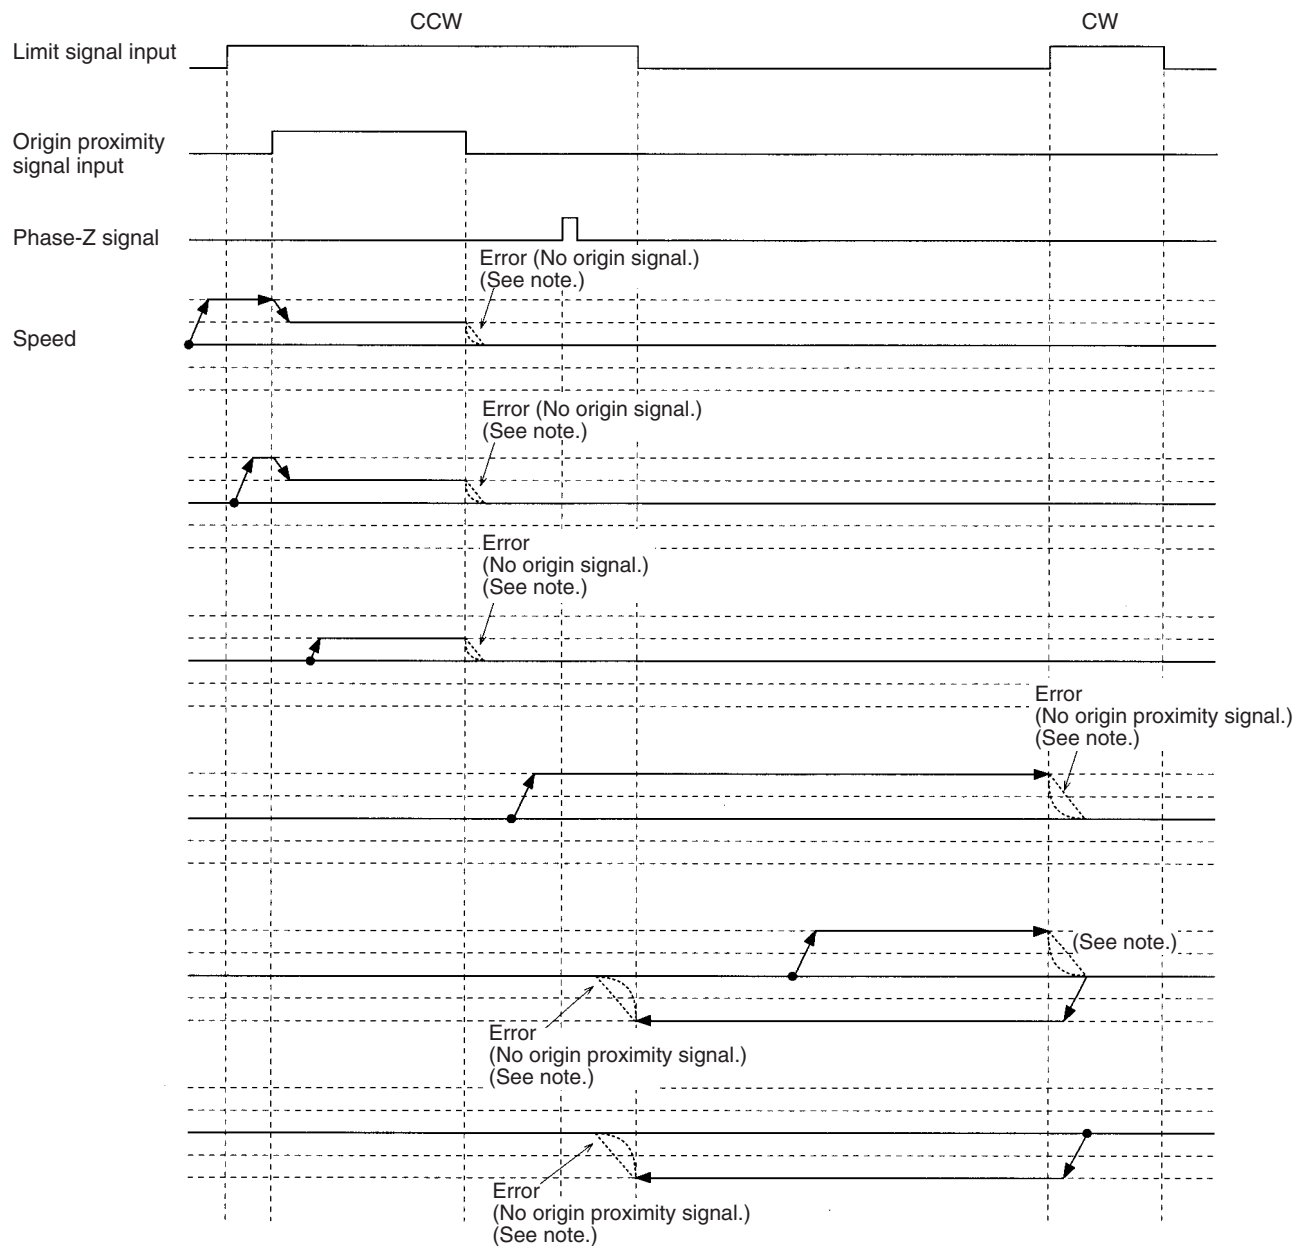 CCW
CW
Limit signal input
Origin proximity
signal input
Phase-Z signal
Error (No origin signal.)
(See note.)
Speed
Error (No origin signal.)
(See note.)
Error
(No origin signal.)
(See note.)
Error
(No origin proximity signal.)
(See note.)
(See note.)
Error
(No origin proximity signal.)
(See note.)
Error
(No origin proximity signal.)
(See note.)